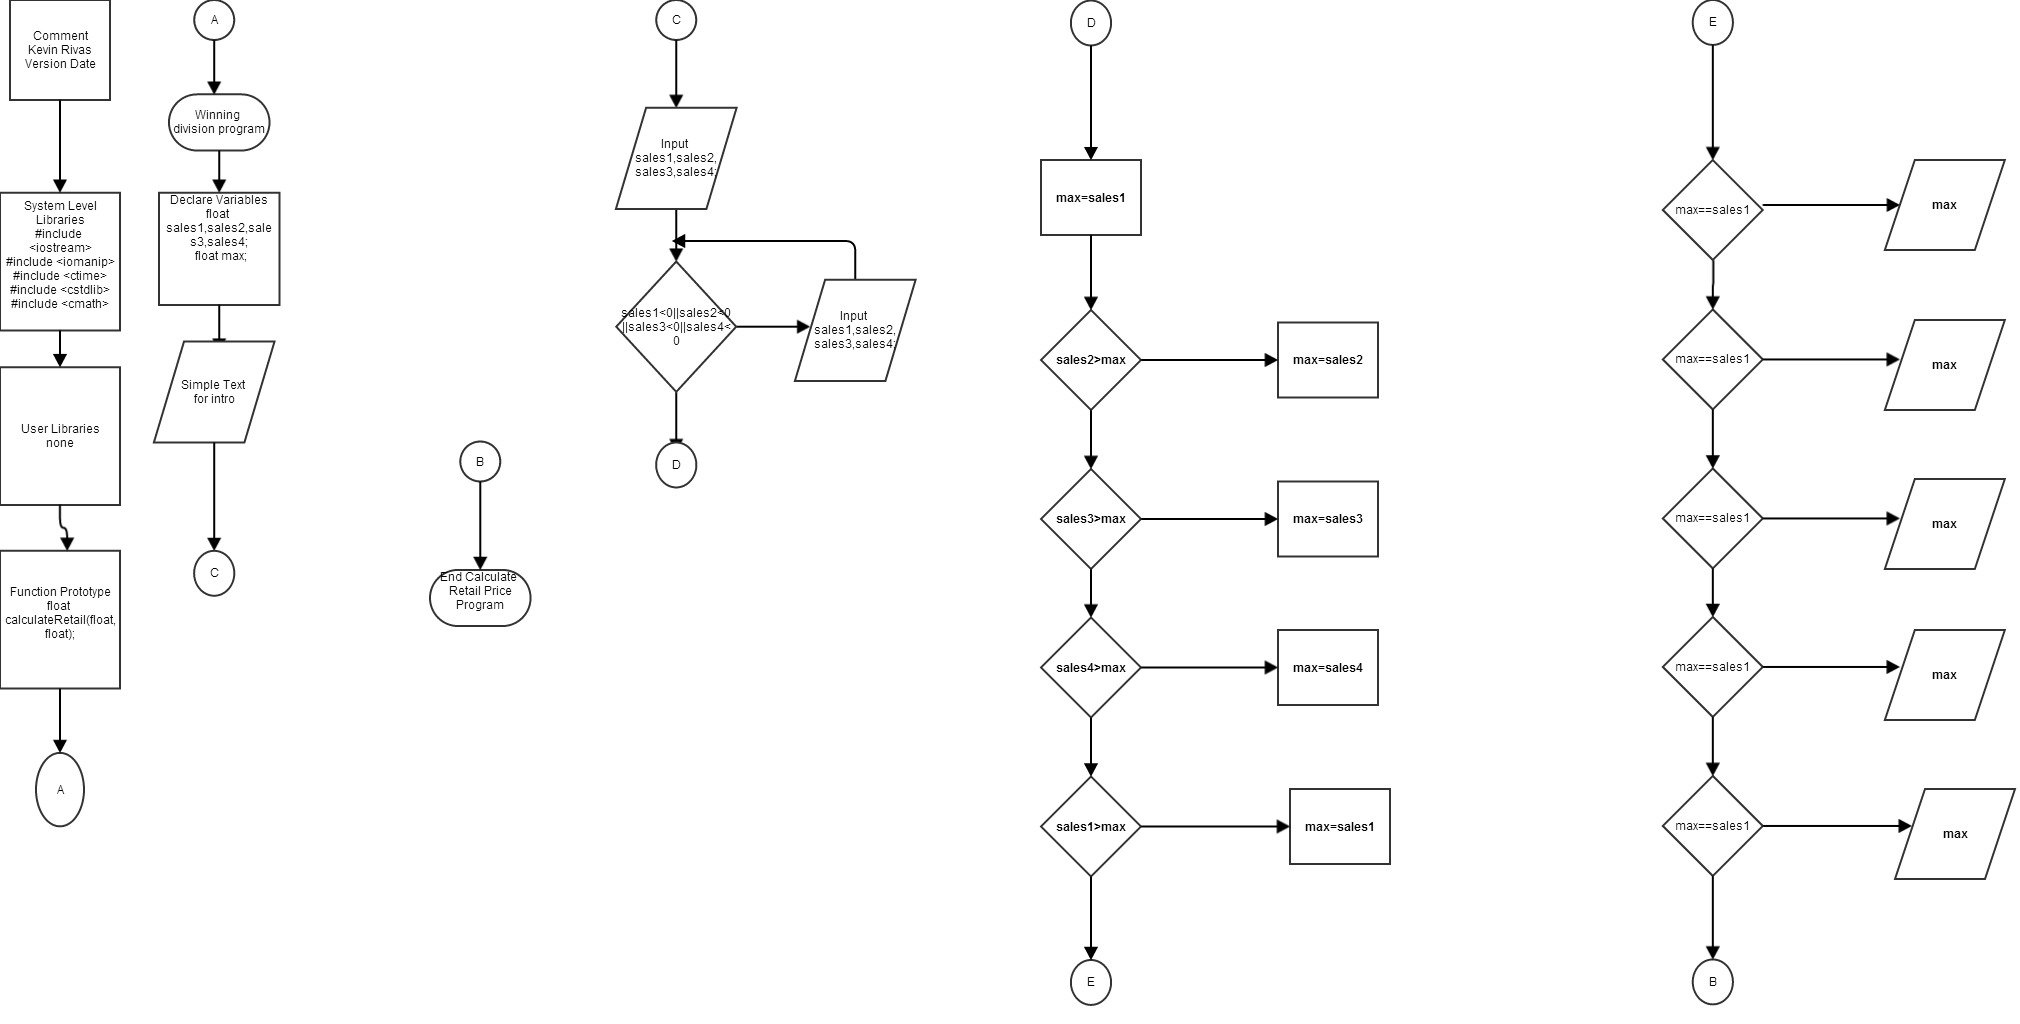 Comment
Kevin Rivas
Version Date
System Level
Libraries
#include
<iostream>
#include <iomanip>
#include <ctime>
#include <cstdlib>
#include <cmath>
User Libraries
none
Function Prototype
float
calculateRetail(float,
float);
A
A
Winning
division program
Declare Variables
float
sales1,sales2,sale
s3,sales4;
float max;
Simple Text
for intro
C
B
End Calculate
Retail Price
Program
C
Input
sales1,sales2,
sales3,sales4;
sales1<0||sales2<0
||sales3<0||sales4<
0
Input
sales1,sales2,
sales3,sales4;
D
D
max=sales1
sales2>max
max=sales2
sales3>max
max=sales3
sales4>max
max=sales4
sales1>max
max=sales1
E
E
max==sales1
max
max==sales1
max
max==sales1
max
max==sales1
max
max==sales1
max
B